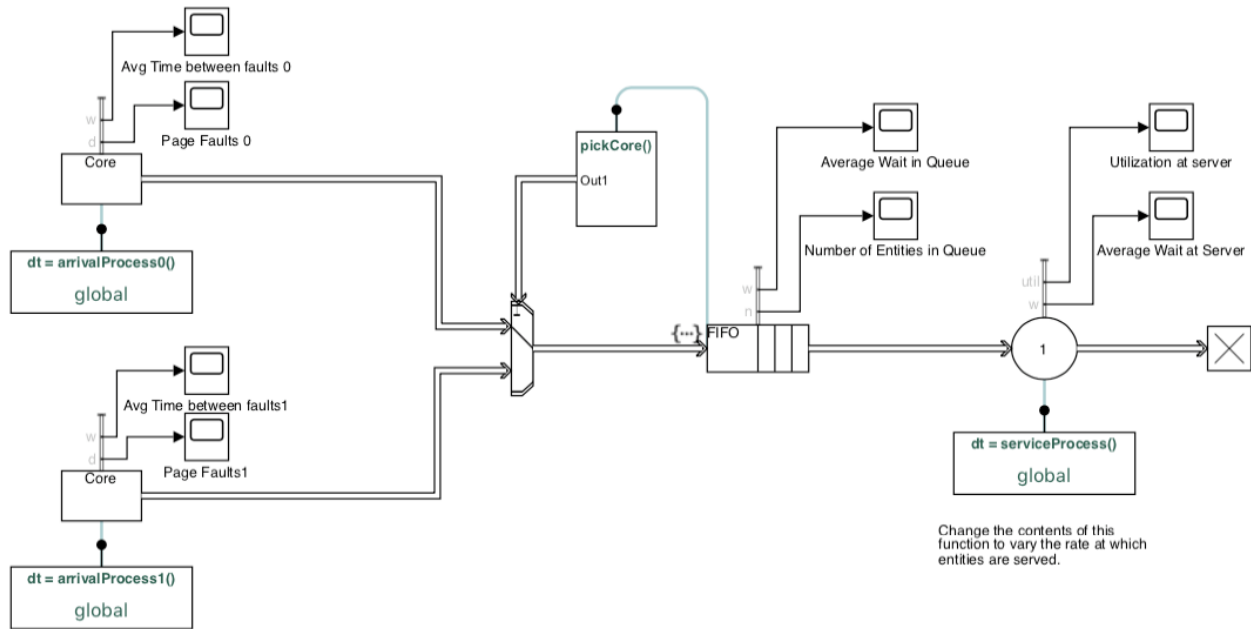 Avg Time between faults 0
w
d
Page Faults 0
Core
dt = arrivalProcess0()
global
pickCore()
Out1
Average Wait in Queue
Number of Entities in Queue
w
n
{...} FIFO
Utilization at server
Average Wait at Server
util
w
1
dt = serviceProcess()
global
Change the contents of this
function to vary the rate at which
entities are served.
Avg Time between faults1
w
d
Page Faults1
Core
dt = arrivalProcess1()
global